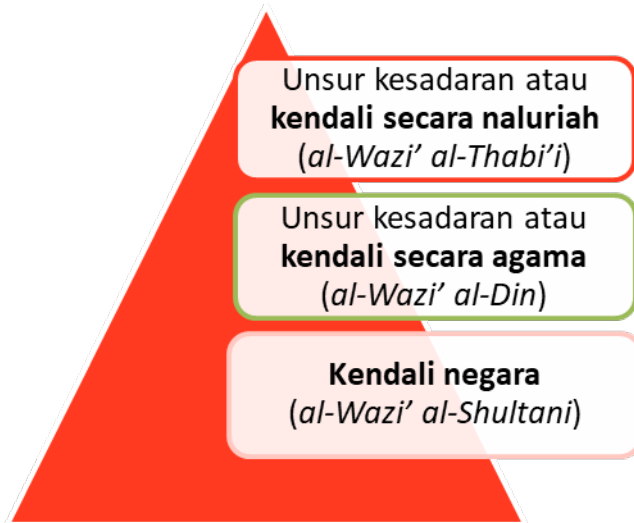 Unsur kesadaran atau
kendali secara naluriah
(al-Wazi’ al-Thabi’i)
Unsur kesadaran atau
kendali secara agama
(al-Wazi’ al-Din)
Kendali negara
(al-Wazi’ al-Shultani)